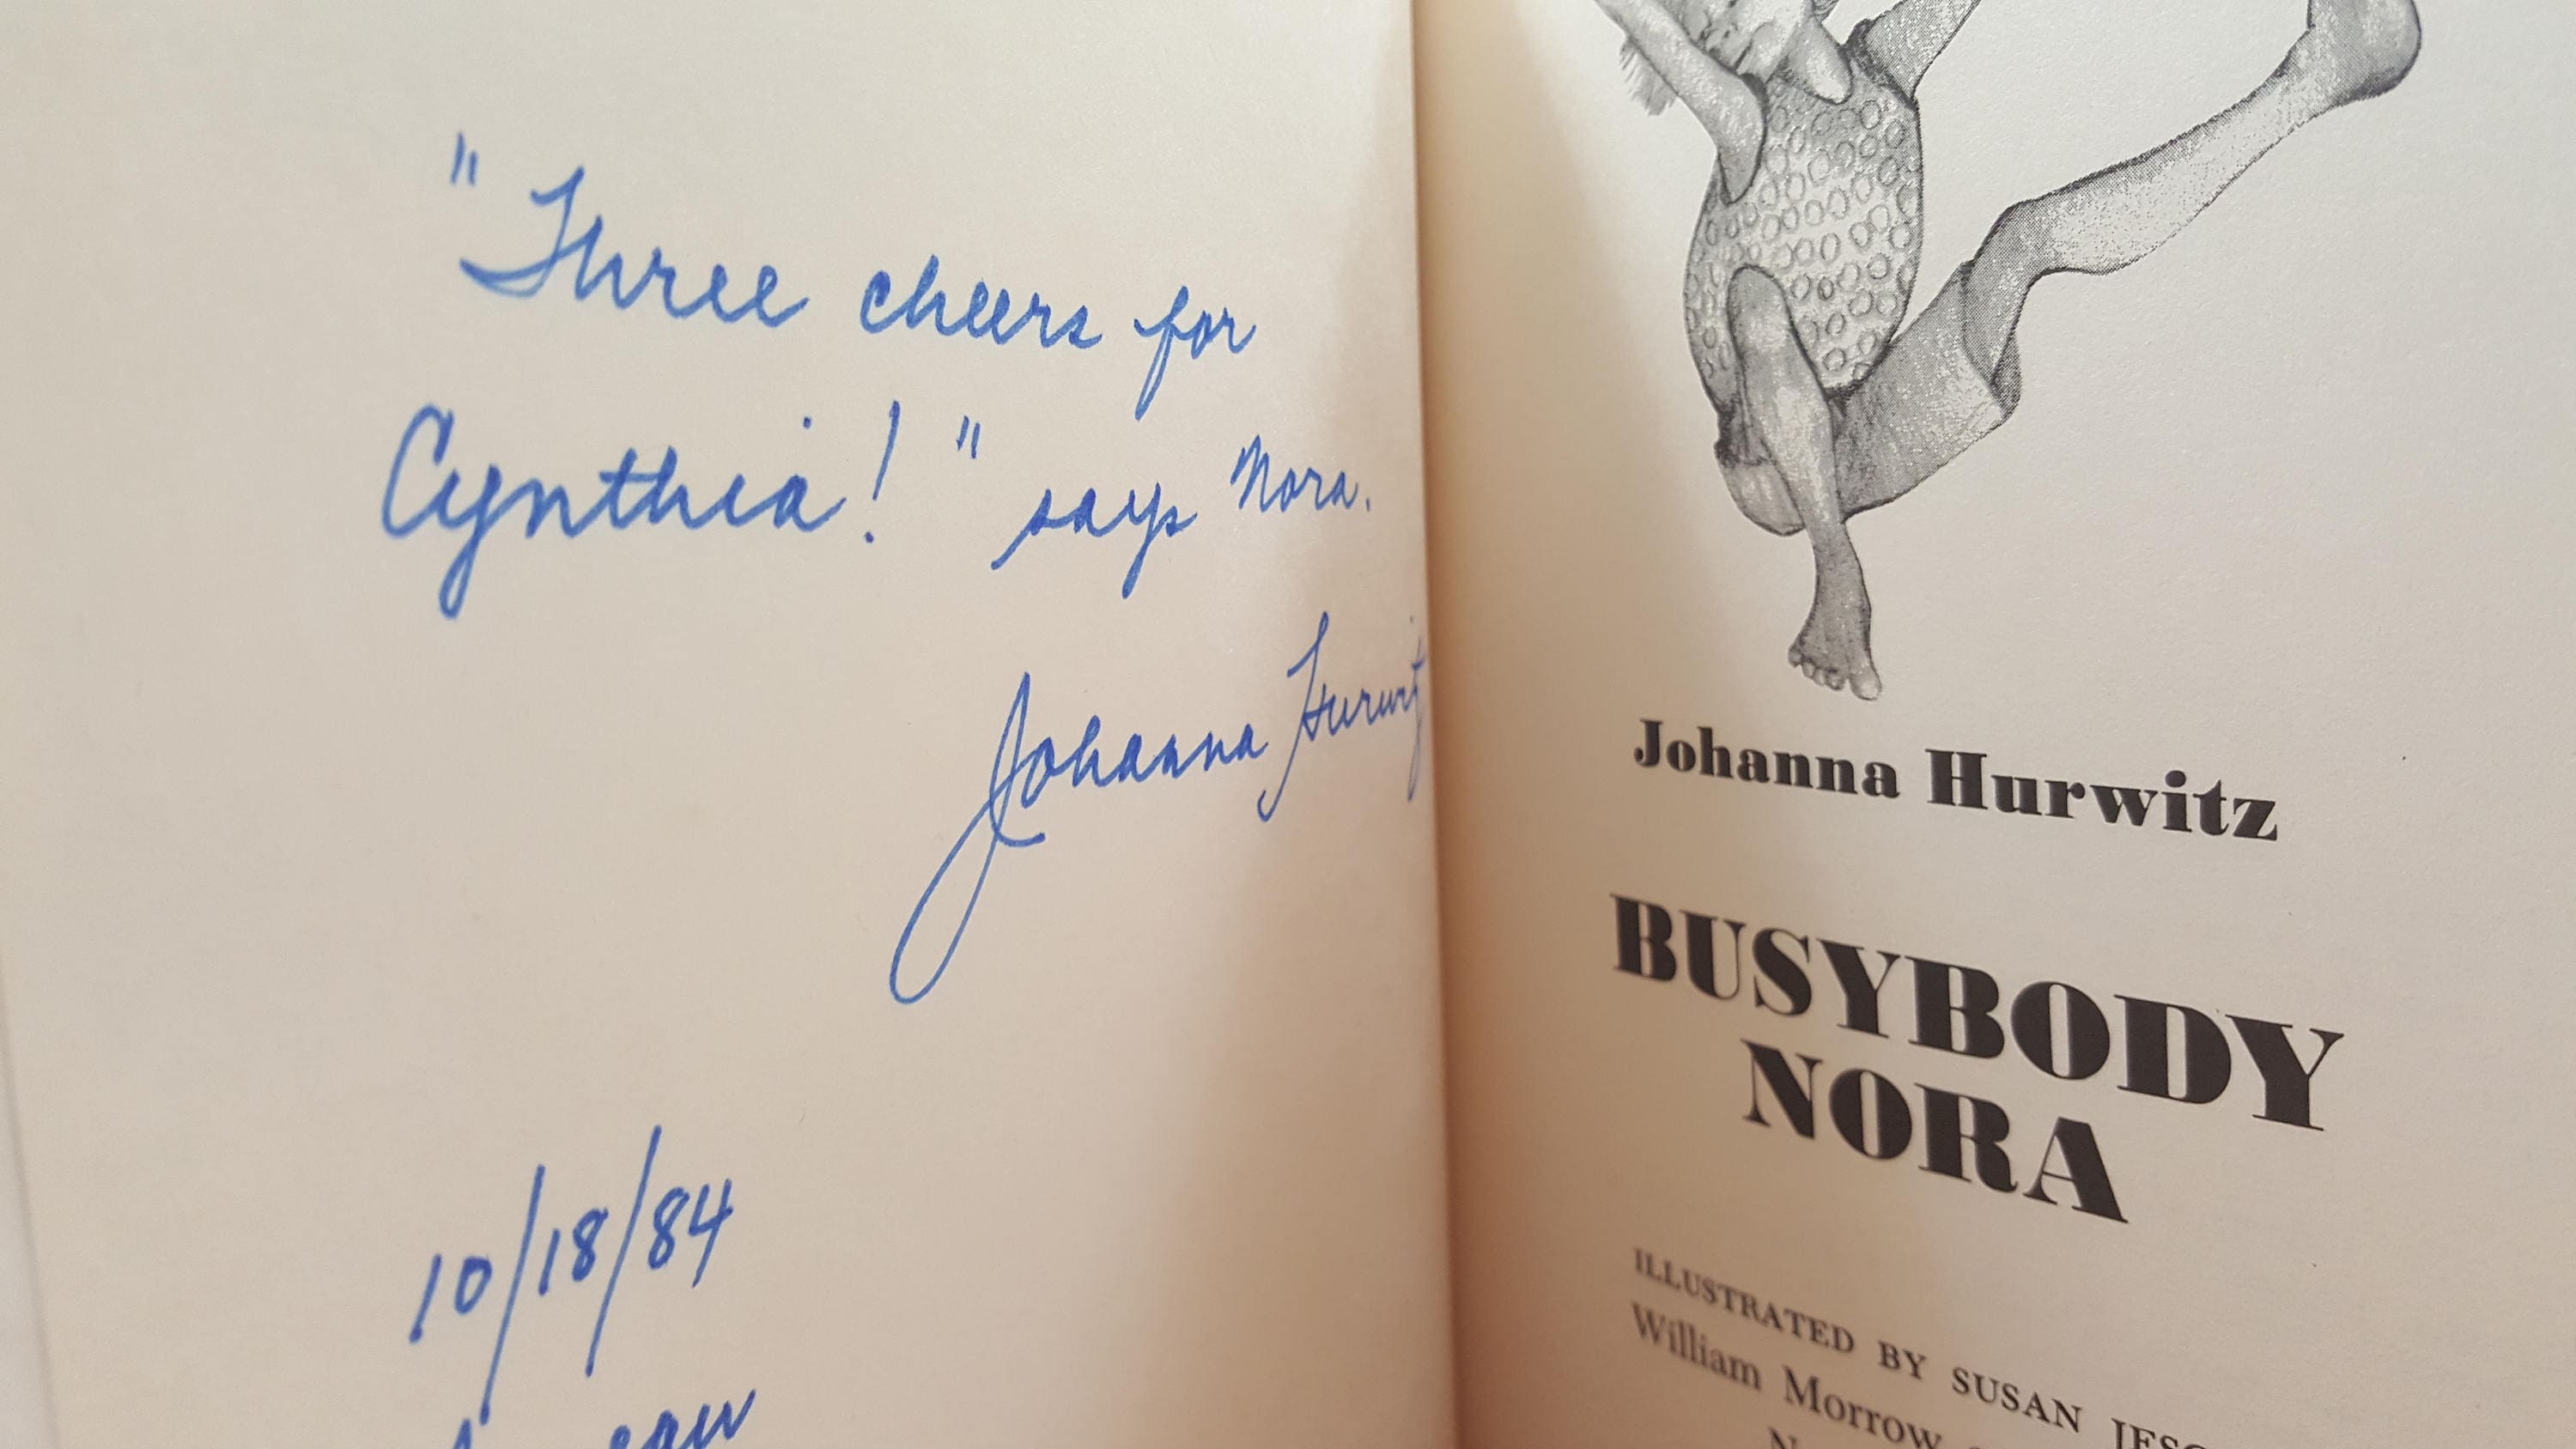 "Three cheers for
Cynthia!" says Nora.
Johanna Hurwitz
10/18/84
Johanna Hurwitz
BUSYBODY
NORA
ILLUSTRATED BY SUSAN
William Morrow